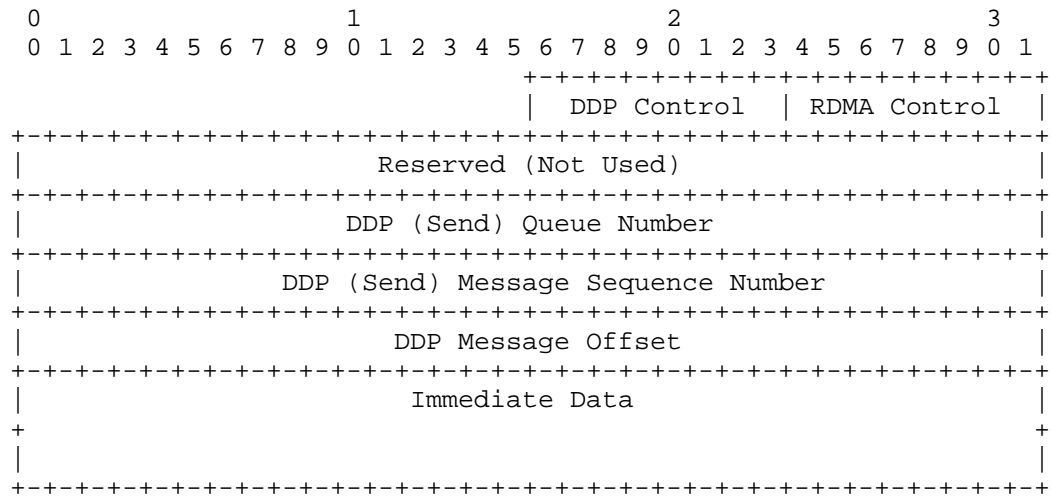 0                   1                   2                   3
0 1 2 3 4 5 6 7 8 9 0 1 2 3 4 5 6 7 8 9 0 1 2 3 4 5 6 7 8 9 0 1
+-+-+-+-+-+-+-+-+-+-+-+-+-+-+-+-+
| DDP Control | RDMA Control |
+-+-+-+-+-+-+-+-+-+-+-+-+-+-+-+-+-+-+-+-+-+-+-+-+-+-+-+-+-+-+-+-+
| Reserved (Not Used) |
+-+-+-+-+-+-+-+-+-+-+-+-+-+-+-+-+-+-+-+-+-+-+-+-+-+-+-+-+-+-+-+-+
| DDP (Send) Queue Number |
+-+-+-+-+-+-+-+-+-+-+-+-+-+-+-+-+-+-+-+-+-+-+-+-+-+-+-+-+-+-+-+-+
| DDP (Send) Message Sequence Number |
+-+-+-+-+-+-+-+-+-+-+-+-+-+-+-+-+-+-+-+-+-+-+-+-+-+-+-+-+-+-+-+-+
| DDP Message Offset |
+-+-+-+-+-+-+-+-+-+-+-+-+-+-+-+-+-+-+-+-+-+-+-+-+-+-+-+-+-+-+-+-+
| Immediate Data |
+ +
| |
+-+-+-+-+-+-+-+-+-+-+-+-+-+-+-+-+-+-+-+-+-+-+-+-+-+-+-+-+-+-+-+-+